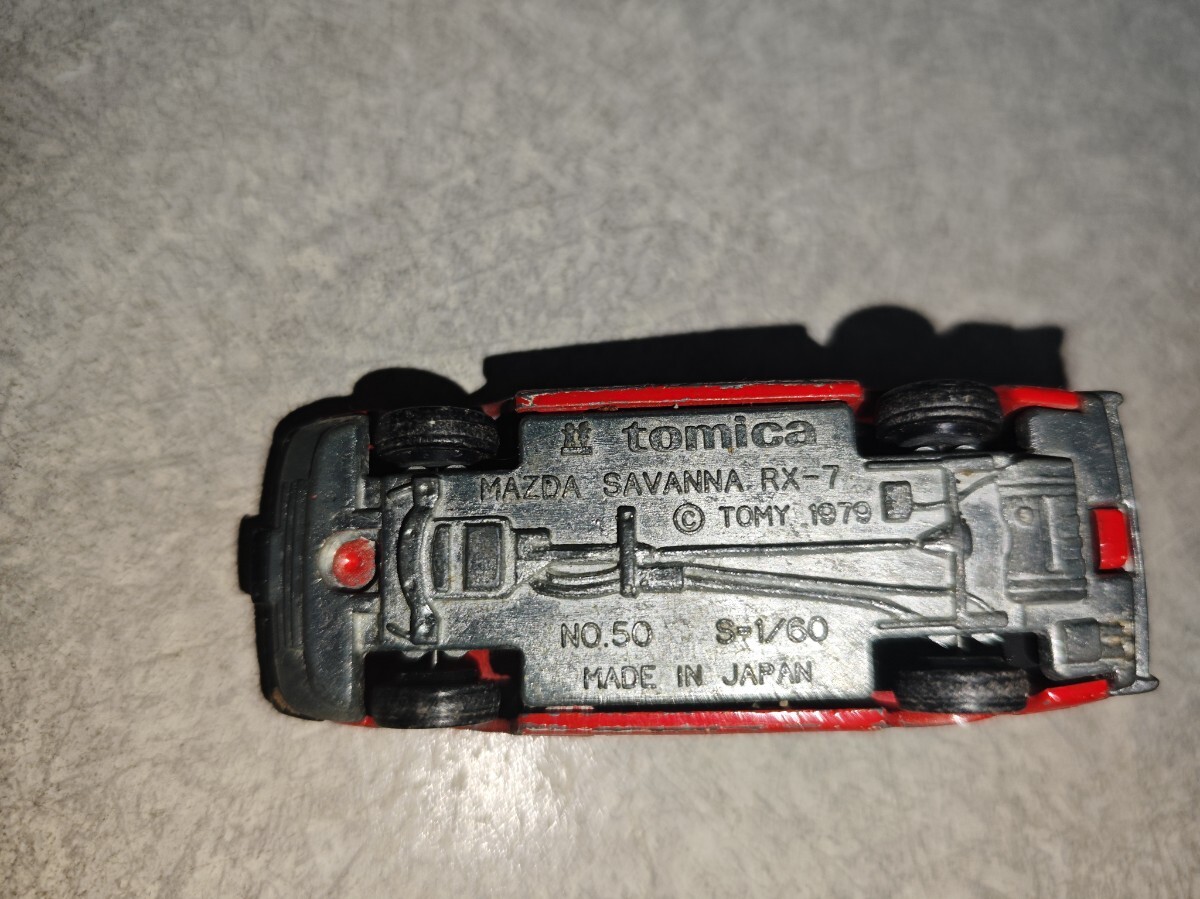 tomica
MAZDA SAVANNA RX-7
© TOMY 1979
NO.50 S=1/60
MADE IN JAPAN